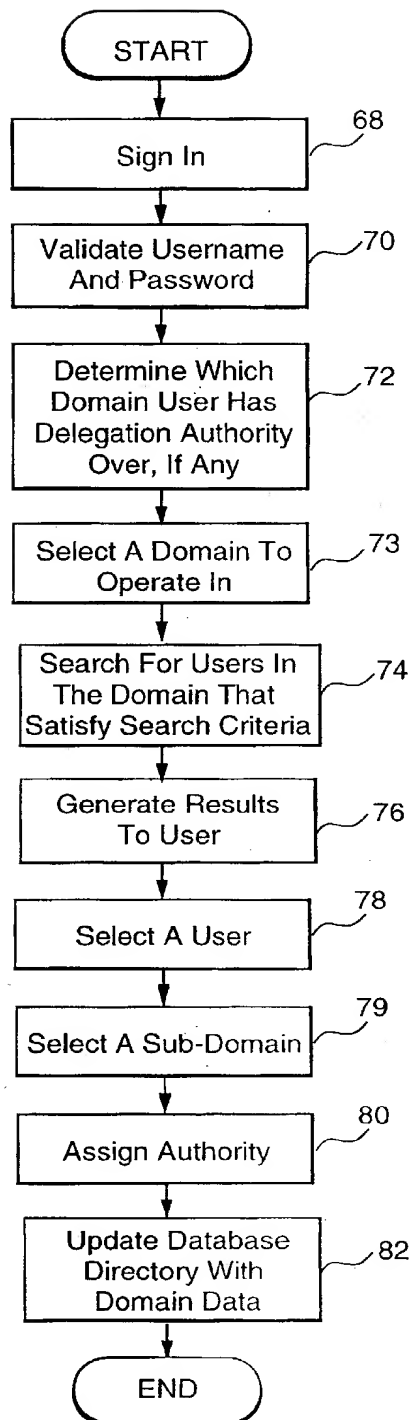 START
68
Sign In
70
Validate Username
And Password
72
Determine Which
Domain User Has
Delegation Authority
Over, If Any
73
Select A Domain To
Operate In
74
Search For Users In
The Domain That
Satisfy Search Criteria
76
Generate Results
To User
78
Select A User
79
Select A Sub-Domain
80
Assign Authority
82
Update Database
Directory With
Domain Data
END